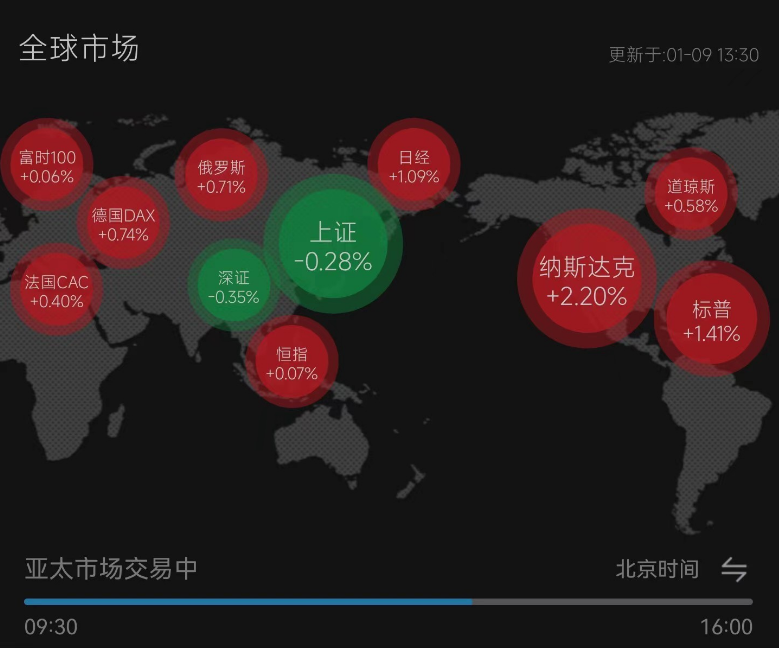 全球市场
更新于:01-09 13:30
富时100
+0.06%
俄罗斯
+0.71%
日经
+1.09%
德国DAX
+0.74%
道琼斯
+0.58%
上证
-0.28%
法国CAC
+0.40%
深证
-0.35%
纳斯达克
+2.20%
标普
+1.41%
恒指
+0.07%
亚太市场交易中
北京时间
09:30
16:00